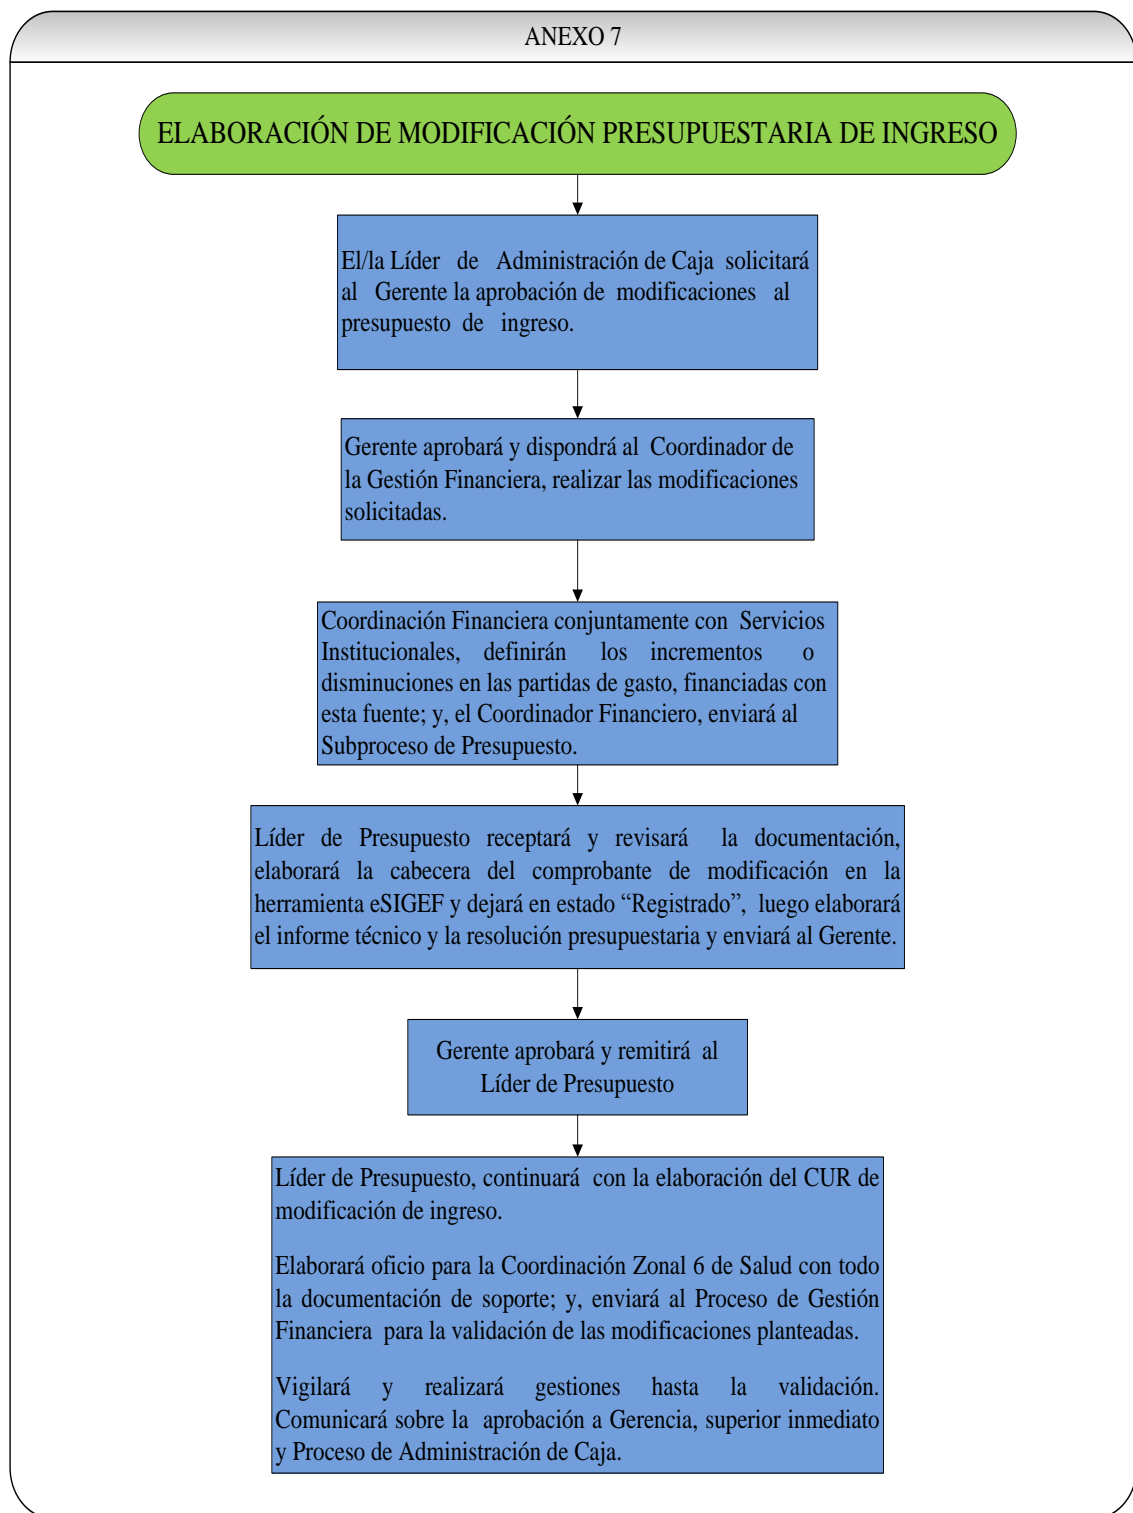 ANEXO 7
ELABORACIÓN DE MODIFICACIÓN PRESUPUESTARIA DE INGRESO
El/la Líder de Administración de Caja solicitará
al Gerente la aprobación de modificaciones al
presupuesto de ingreso.
Gerente aprobará y dispondrá al Coordinador de
la Gestión Financiera, realizar las modificaciones
solicitadas.
Coordinación Financiera conjuntamente con Servicios
Institucionales, definirán los incrementos o
disminuciones en las partidas de gasto, financiadas con
esta fuente; y, el Coordinador Financiero, enviará al
Subproceso de Presupuesto.
Líder de Presupuesto receptará y revisará la documentación,
elaborará la cabecera del comprobante de modificación en la
herramienta eSIGEF y dejará en estado “Registrado”, luego elaborará
el informe técnico y la resolución presupuestaria y enviará al Gerente.
Gerente aprobará y remitirá al
Líder de Presupuesto
Líder de Presupuesto, continuará con la elaboración del CUR de
modificación de ingreso.
Elaborará oficio para la Coordinación Zonal 6 de Salud con todo
la documentación de soporte; y, enviará al Proceso de Gestión
Financiera para la validación de las modificaciones planteadas.
Vigilará y realizará gestiones hasta la validación.
Comunicará sobre la aprobación a Gerencia, superior inmediato
y Proceso de Administración de Caja.